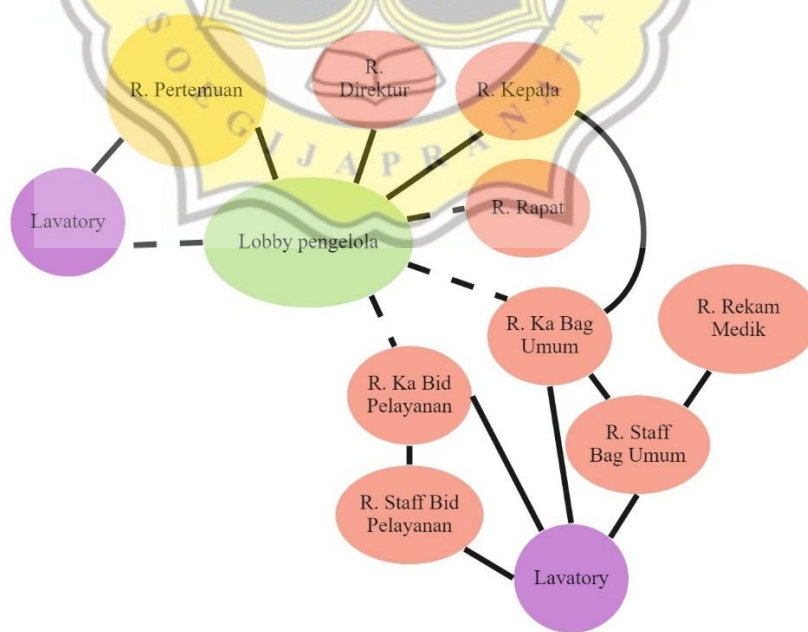 R. Pertemuan
R.
Direktur
R. Kepala
SOEGIJAPRANATA
Lavatory
Lobby pengelola
R. Rapat
R. Ka Bag
Umum
R. Rekam
Medik
R. Ka Bid
Pelayanan
R. Staff
Bag Umum
R. Staff Bid
Pelayanan
Lavatory